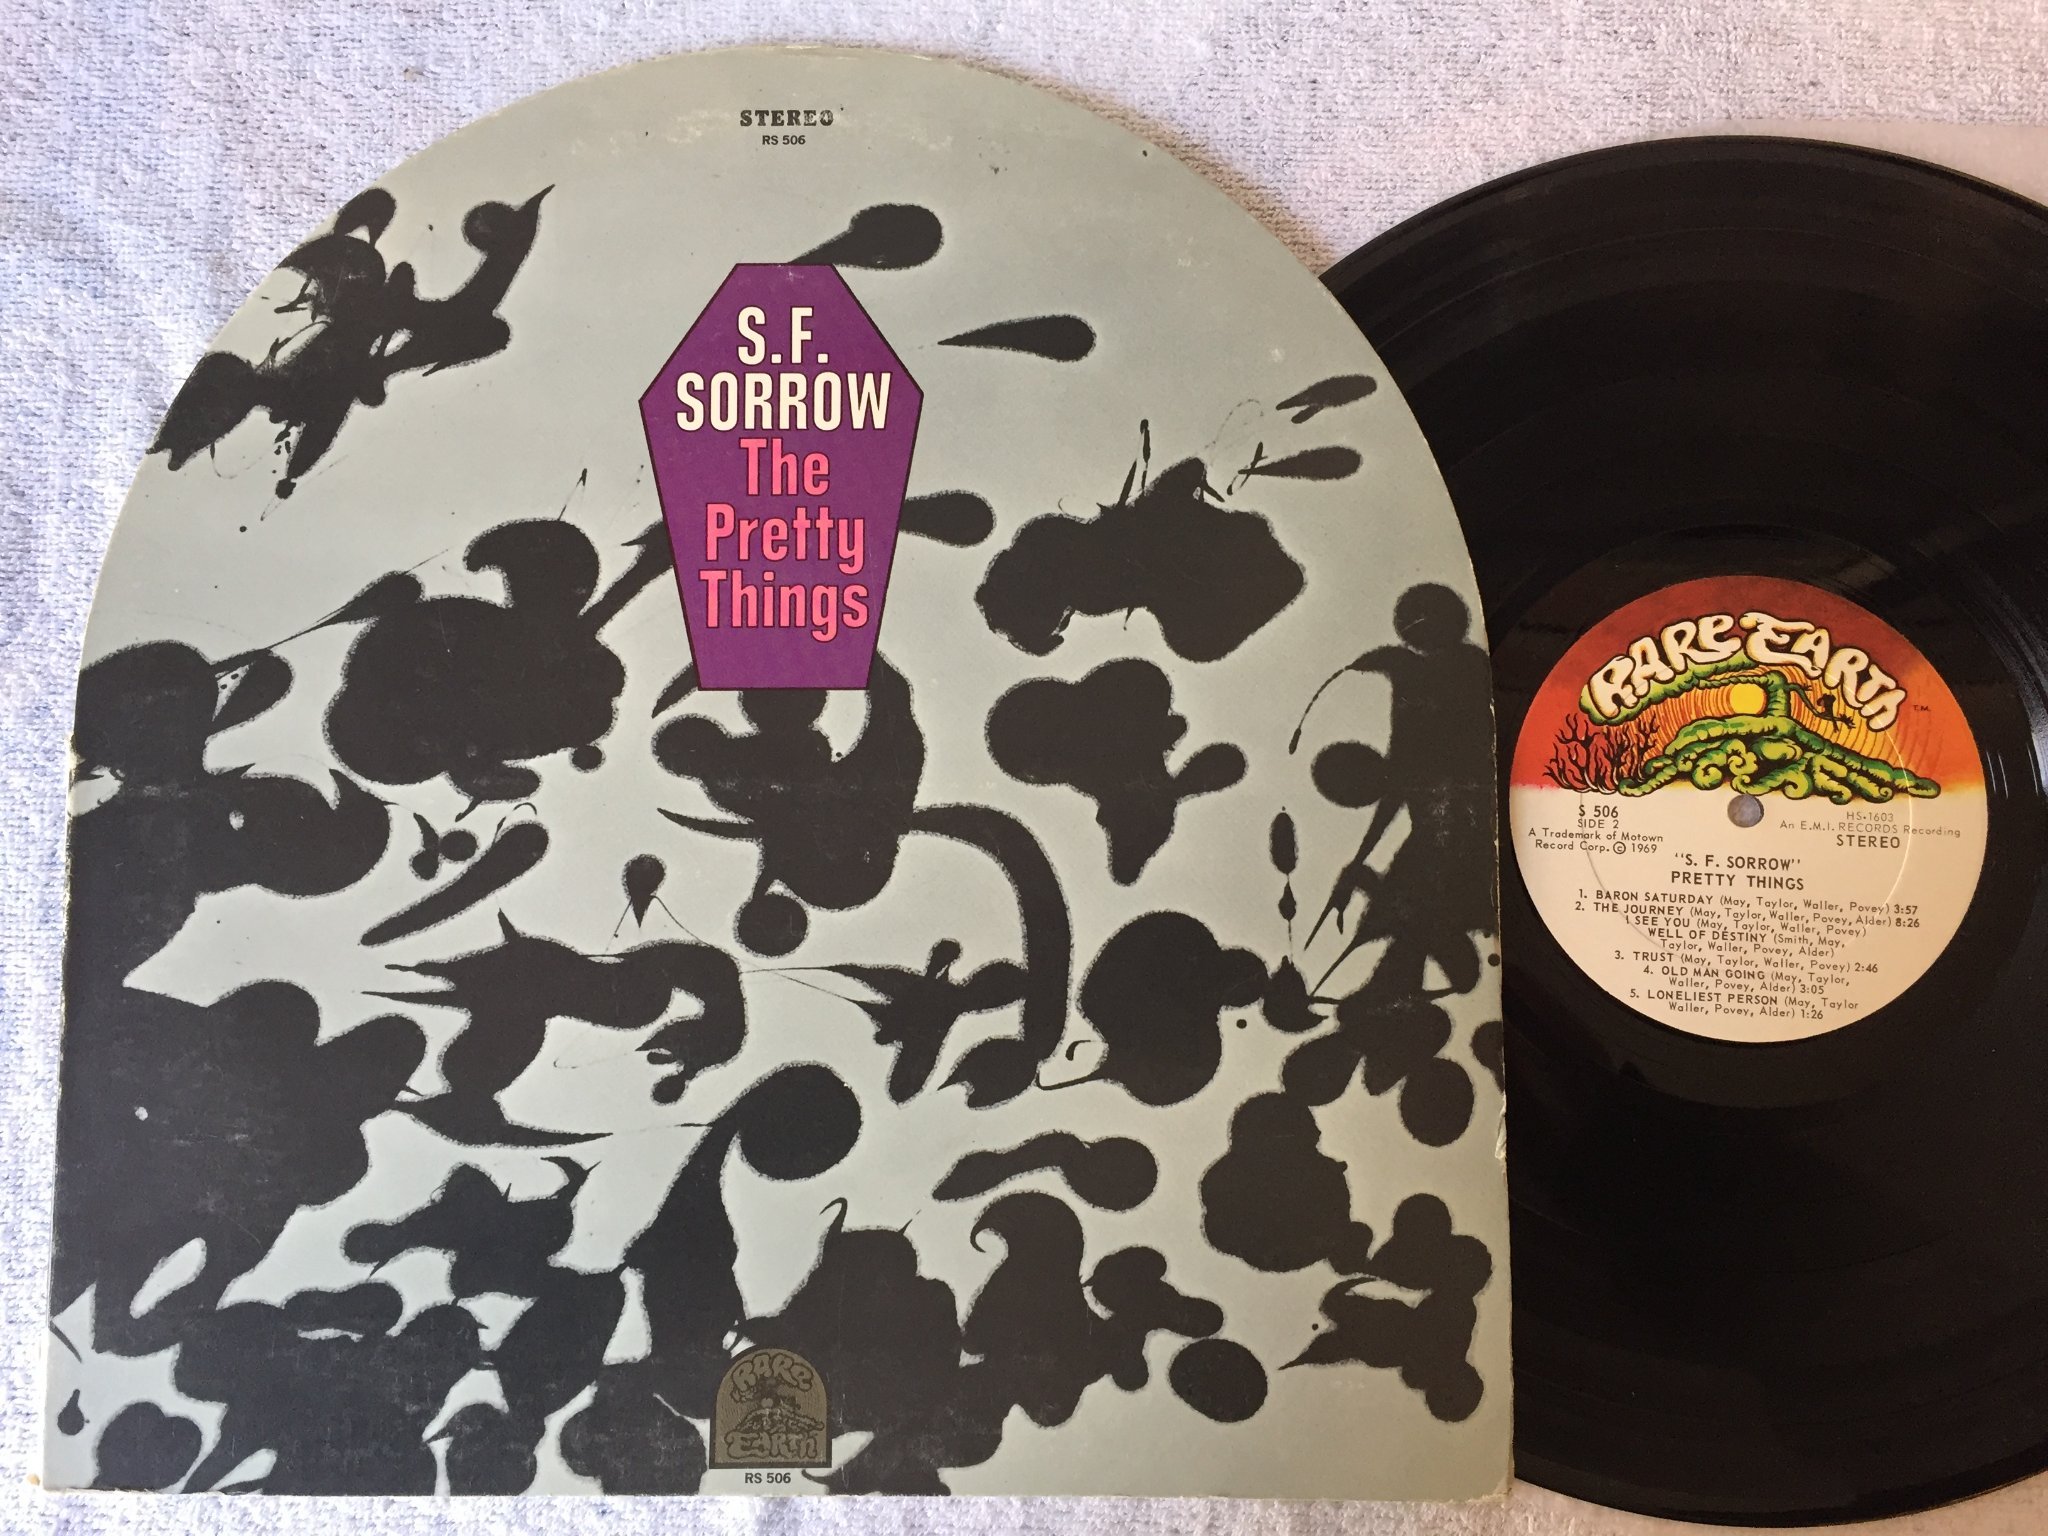 STEREO
RS 506
S.F.
SORROW
The
Pretty
Things
RARE
EARTH
RS 506
RARE EARTH
T.M.
S 506
SIDE 2
A Trademark of Motown
Record Corp. © 1969
HS-1603
An E.M.I. RECORDS Recording
STEREO
"S. F. SORROW"
PRETTY THINGS
1. BARON SATURDAY (May, Taylor, Waller, Povey) 3:57
2. THE JOURNEY (May, Taylor, Waller, Povey, Alder) 8:26
I SEE YOU (May, Taylor, Waller, Povey)
WELL OF DESTINY (Smith, May,
Taylor, Waller, Povey, Alder)
3. TRUST (May, Taylor, Waller, Povey) 2:46
4. OLD MAN GOING (May, Taylor,
Waller, Povey, Alder) 3:05
5. LONELIEST PERSON (May, Taylor
Waller, Povey, Alder) 1:26